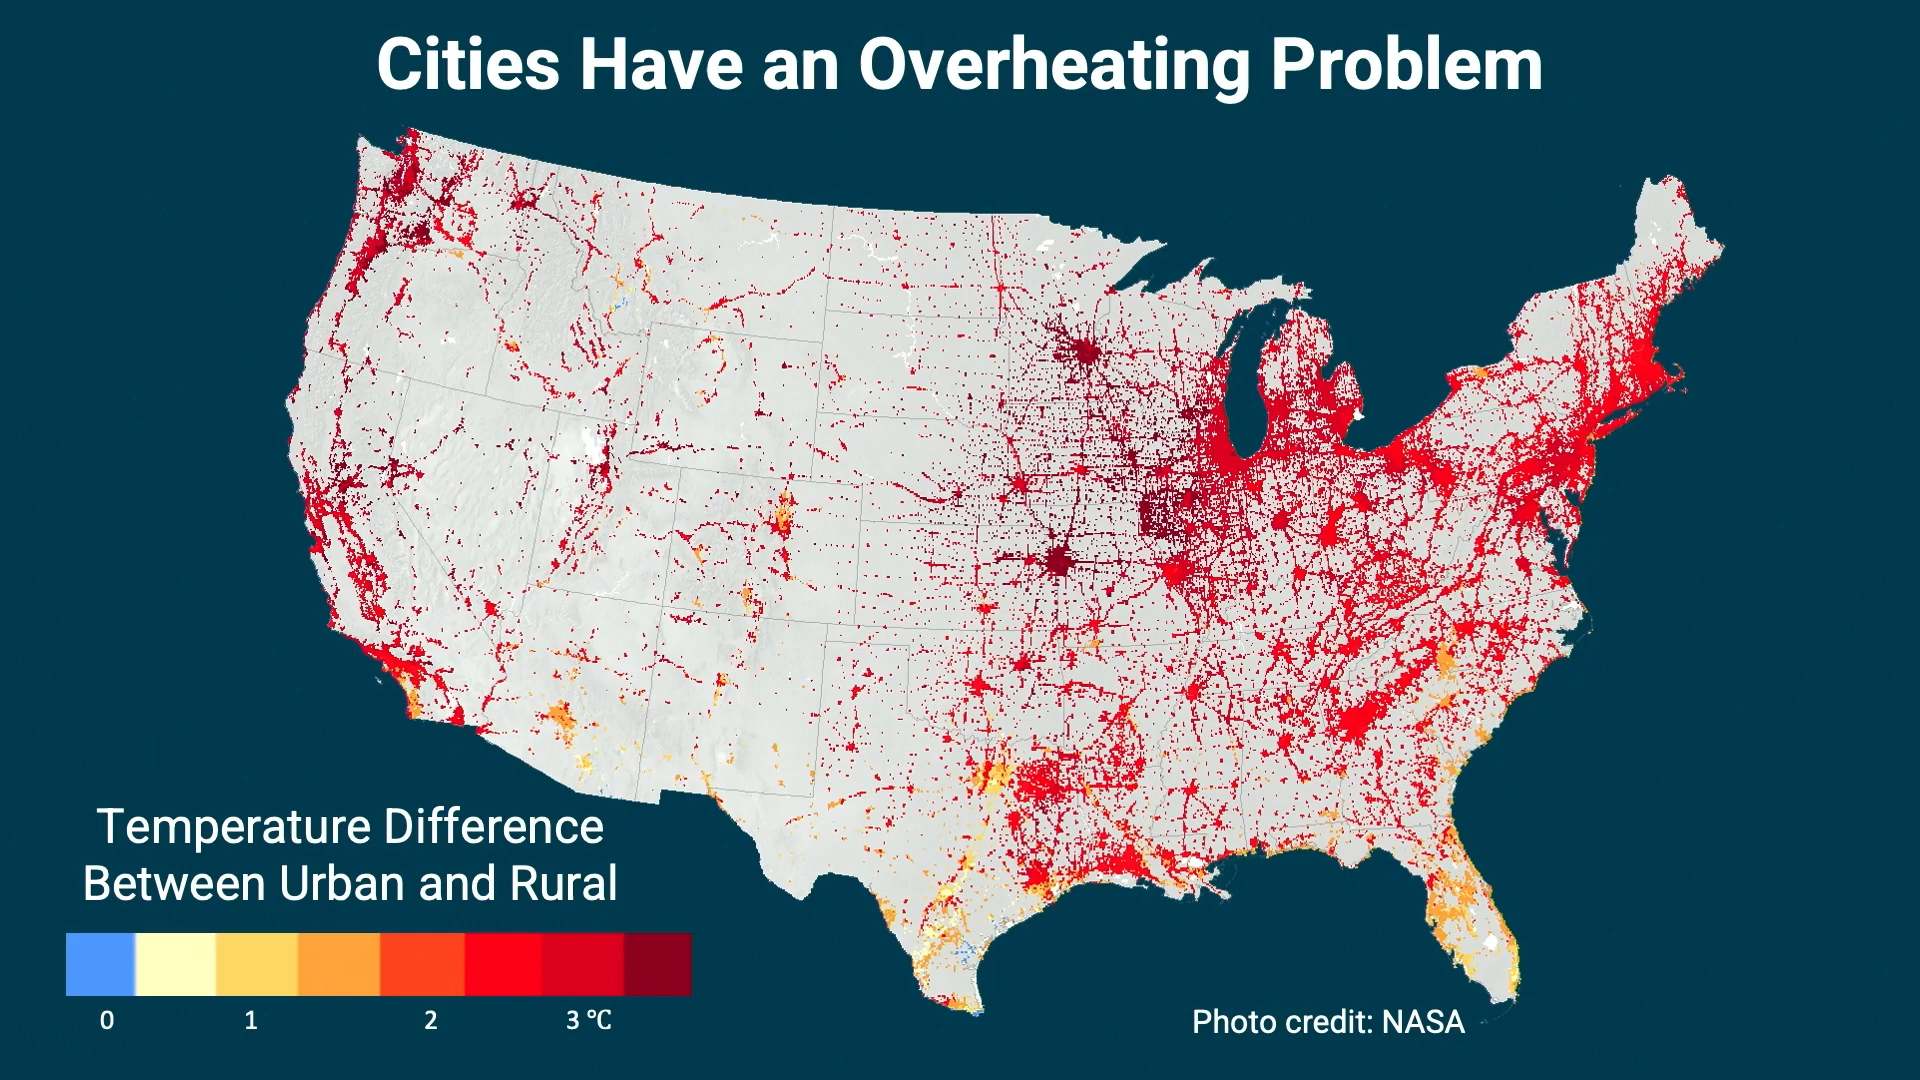 Cities Have an Overheating Problem
Temperature Difference
Between Urban and Rural
0 1 2 3 °C
Photo credit: NASA